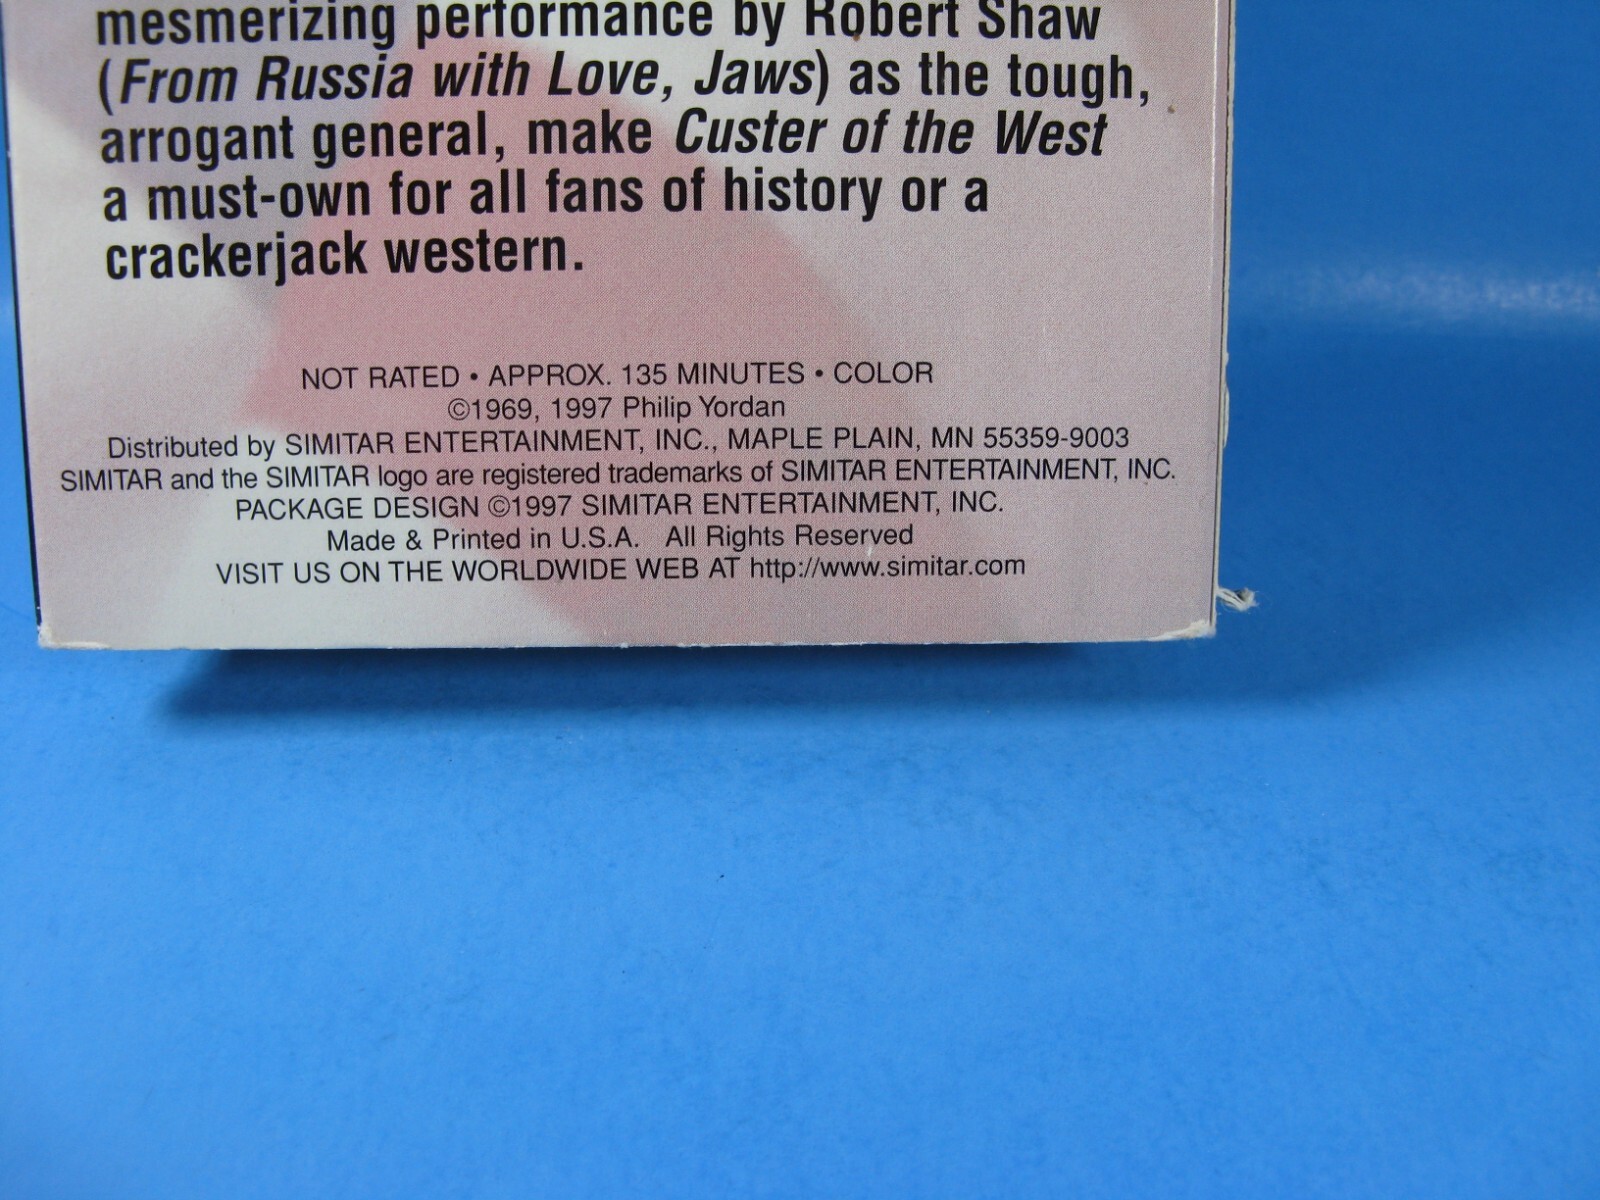 mesmerizing performance by Robert Shaw
(From Russia with Love, Jaws) as the tough,
arrogant general, make Custer of the West
a must-own for all fans of history or a
crackerjack western.
NOT RATED • APPROX. 135 MINUTES • COLOR
©1969, 1997 Philip Yordan
Distributed by SIMITAR ENTERTAINMENT, INC., MAPLE PLAIN, MN 55359-9003
SIMITAR and the SIMITAR logo are registered trademarks of SIMITAR ENTERTAINMENT, INC.
PACKAGE DESIGN ©1997 SIMITAR ENTERTAINMENT, INC.
Made & Printed in U.S.A. All Rights Reserved
VISIT US ON THE WORLDWIDE WEB AT http://www.simitar.com